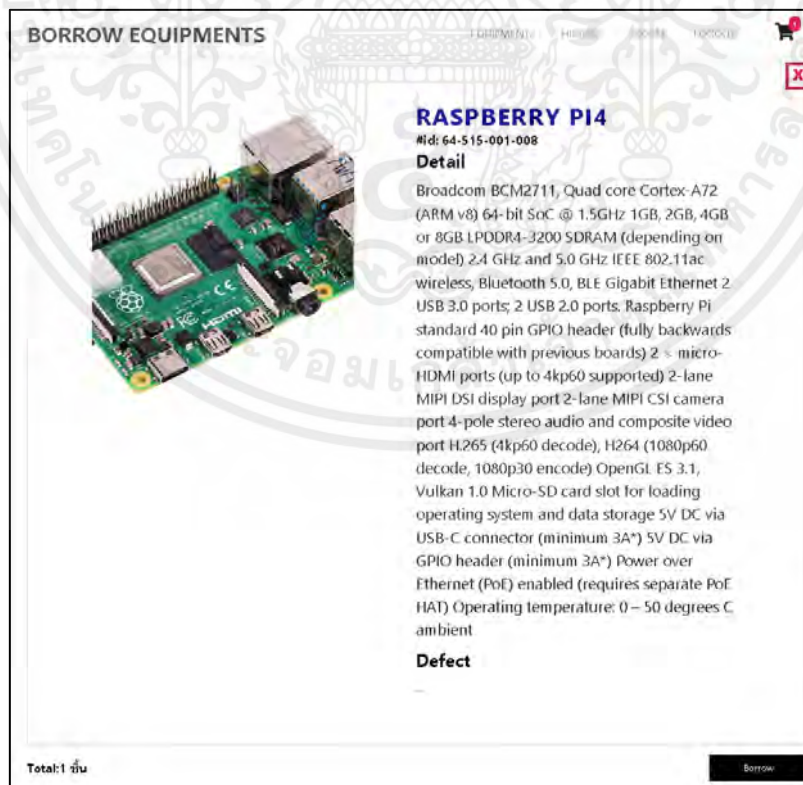 BORROW EQUIPMENTS
EQUIPMENTS HISTORY LOGOUT
1
X
RASPBERRY PI4
#id: 64-515-001-008
Detail
Broadcom BCM2711, Quad core Cortex-A72
(ARM v8) 64-bit SoC @ 1.5GHz 1GB, 2GB, 4GB
or 8GB LPDDR4-3200 SDRAM (depending on
model) 2.4 GHz and 5.0 GHz IEEE 802.11ac
wireless, Bluetooth 5.0, BLE Gigabit Ethernet 2
USB 3.0 ports; 2 USB 2.0 ports. Raspberry Pi
standard 40 pin GPIO header (fully backwards
compatible with previous boards) 2 × micro-
HDMI ports (up to 4kp60 supported) 2-lane
MIPI DSI display port 2-lane MIPI CSI camera
port 4-pole stereo audio and composite video
port H.265 (4kp60 decode), H264 (1080p60
decode, 1080p30 encode) OpenGL ES 3.1,
Vulkan 1.0 Micro-SD card slot for loading
operating system and data storage 5V DC via
USB-C connector (minimum 3A*) 5V DC via
GPIO header (minimum 3A*) Power over
Ethernet (PoE) enabled (requires separate PoE
HAT) Operating temperature: 0 – 50 degrees C
ambient
Defect
–
HDMI
Total:1 ชิ้น
Borrow